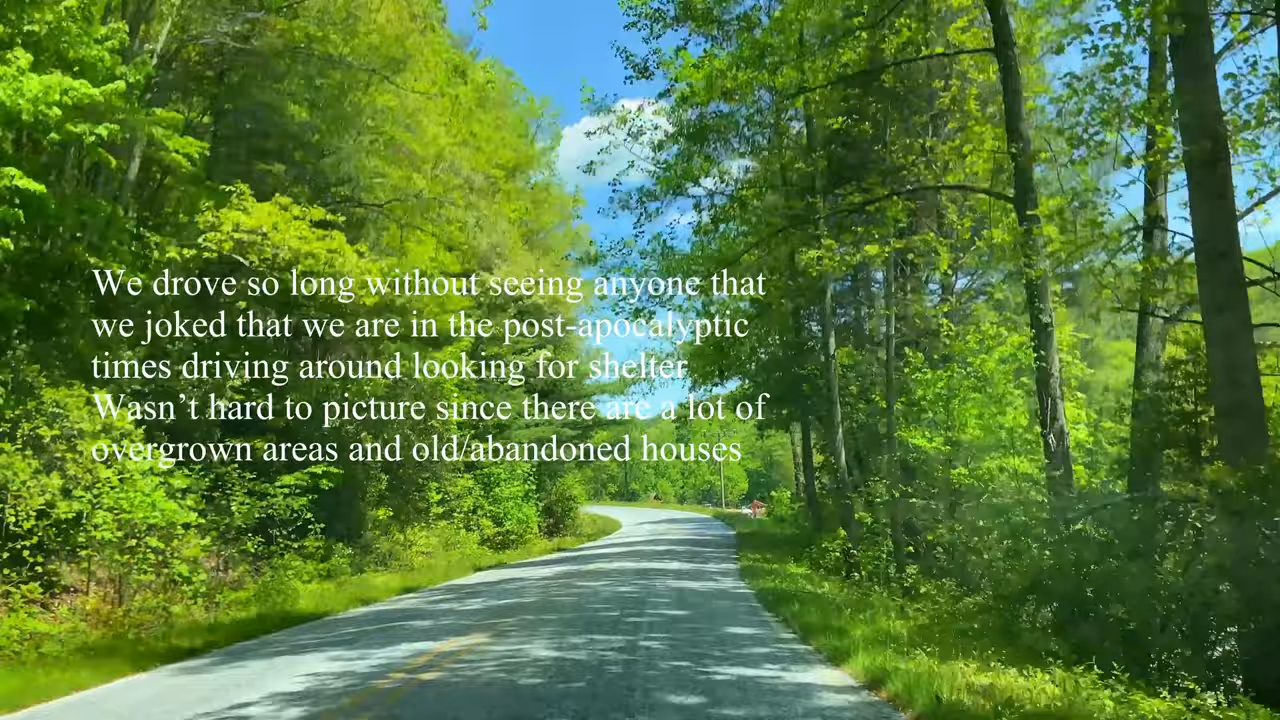 We drove so long without seeing anyone that
we joked that we are in the post-apocalyptic
times driving around looking for shelter
Wasn’t hard to picture since there are a lot of
overgrown areas and old/abandoned houses